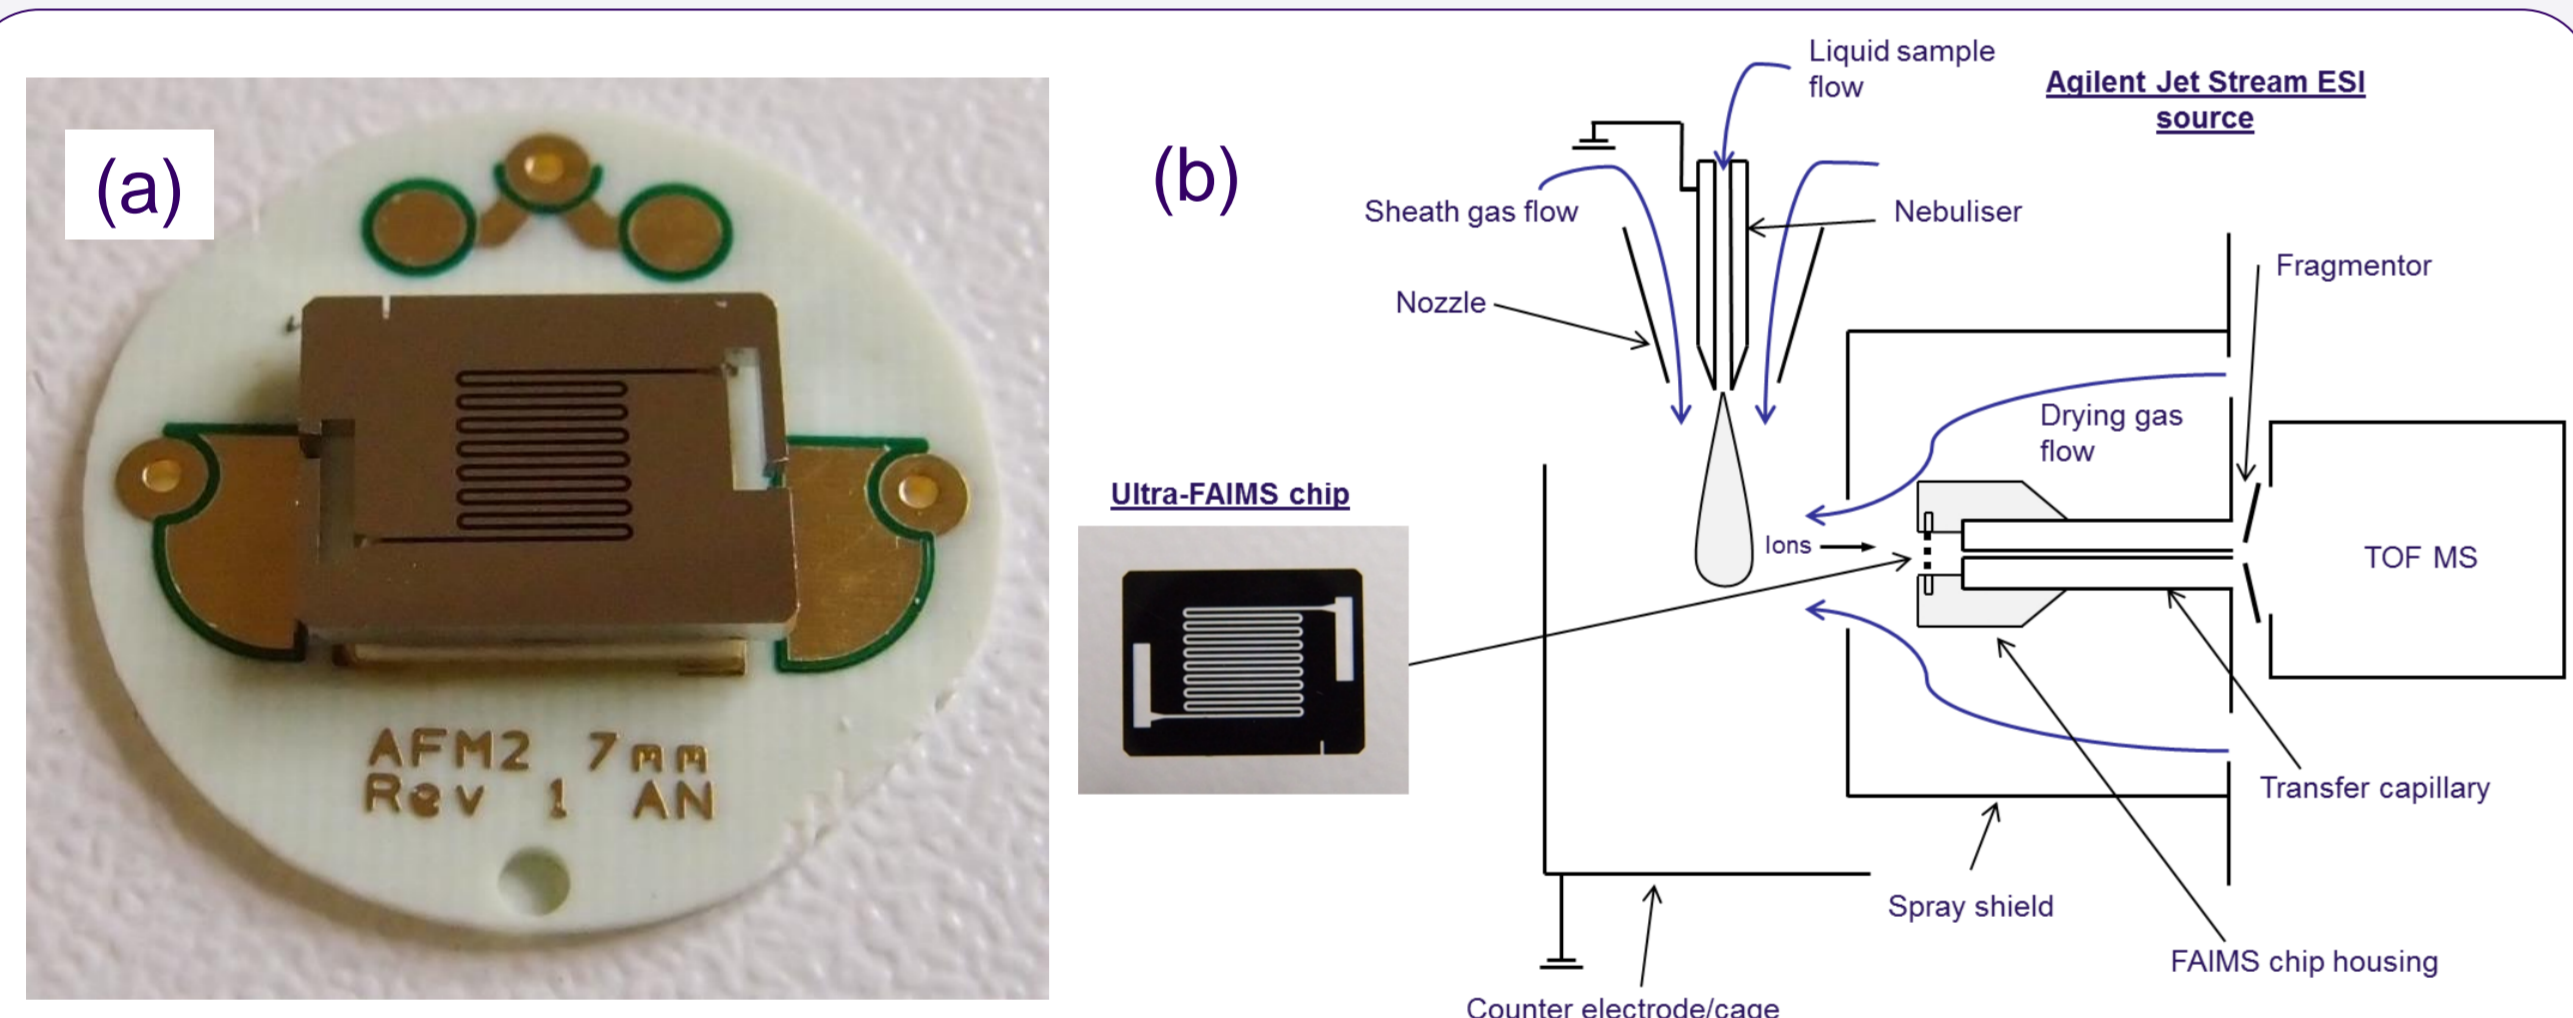 (a)
AFM2 7mm
Rev 1 AN
(b)
Liquid sample
flow
Agilent Jet Stream ESI
source
Sheath gas flow
Nebuliser
Nozzle
Fragmentor
Drying gas
flow
Ultra-FAIMS chip
Ions
TOF MS
Transfer capillary
Spray shield
FAIMS chip housing
Counter electrode/cage